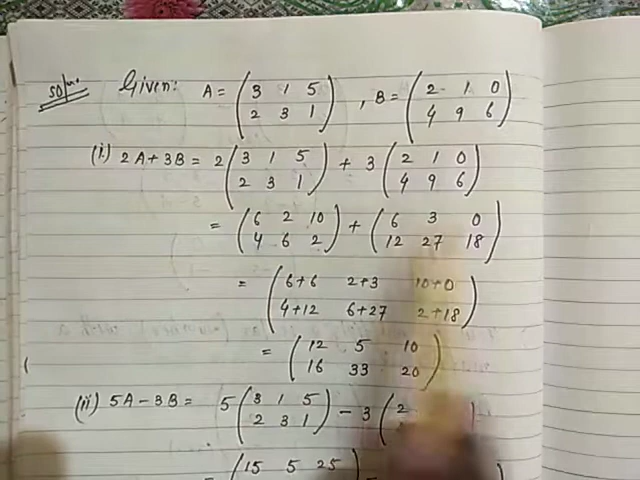 Soln. Given: A = (3 1 5
2 3 1) , B = (2 1 0
4 9 6)
(i) 2A + 3B = 2 (3 1 5
2 3 1) + 3 (2 1 0
4 9 6)
= (6 2 10
4 6 2) + (6 3 0
12 27 18)
= (6+6 2+3 10+0
4+12 6+27 2+18)
= (12 5 10
16 33 20)
(ii) 5A - 3B = 5 (3 1 5
2 3 1) - 3 (2
= (15 5 25